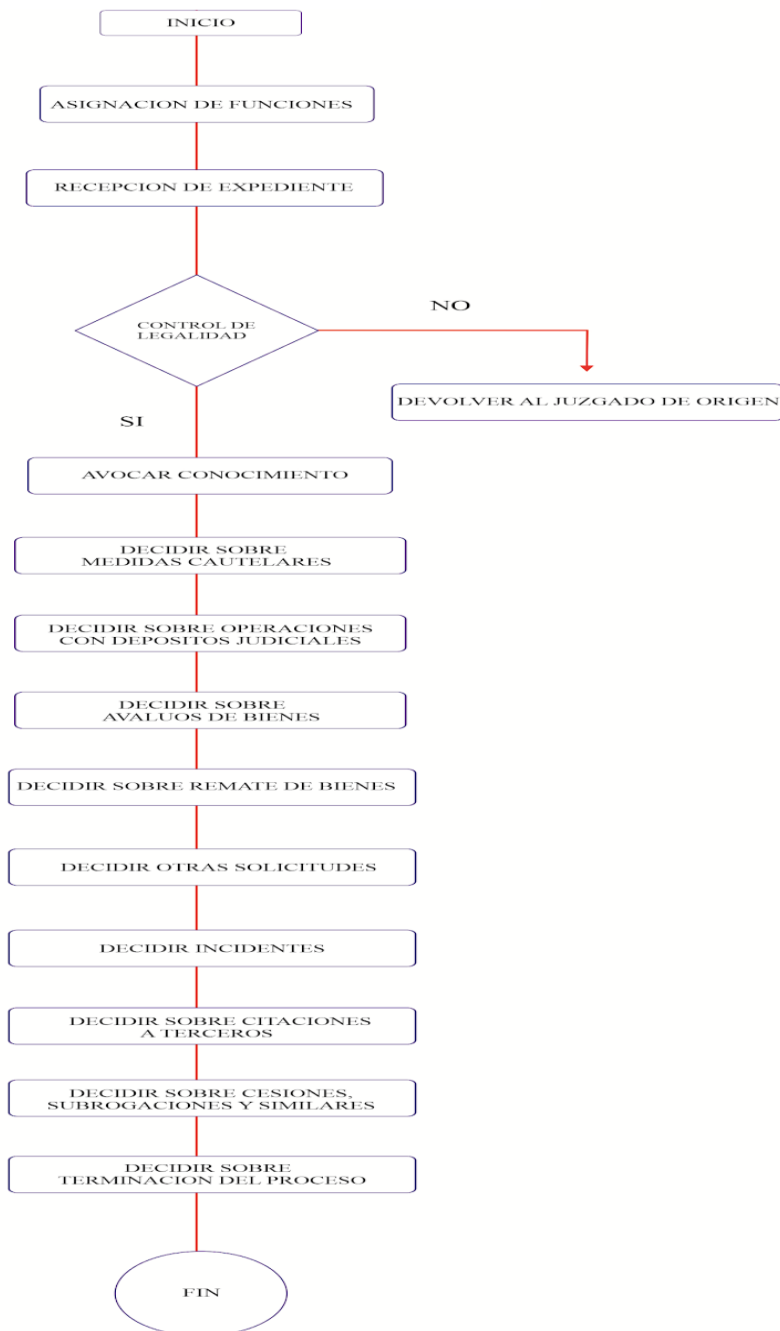 INICIO
ASIGNACION DE FUNCIONES
RECEPCION DE EXPEDIENTE
CONTROL DE
LEGALIDAD
NO
DEVOLVER AL JUZGADO DE ORIGEN
SI
AVOCAR CONOCIMIENTO
DECIDIR SOBRE
MEDIDAS CAUTELARES
DECIDIR SOBRE OPERACIONES
CON DEPOSITOS JUDICIALES
DECIDIR SOBRE
AVALUOS DE BIENES
DECIDIR SOBRE REMATE DE BIENES
DECIDIR OTRAS SOLICITUDES
DECIDIR INCIDENTES
DECIDIR SOBRE CITACIONES
A TERCEROS
DECIDIR SOBRE CESIONES,
SUBROGACIONES Y SIMILARES
DECIDIR SOBRE
TERMINACION DEL PROCESO
FIN